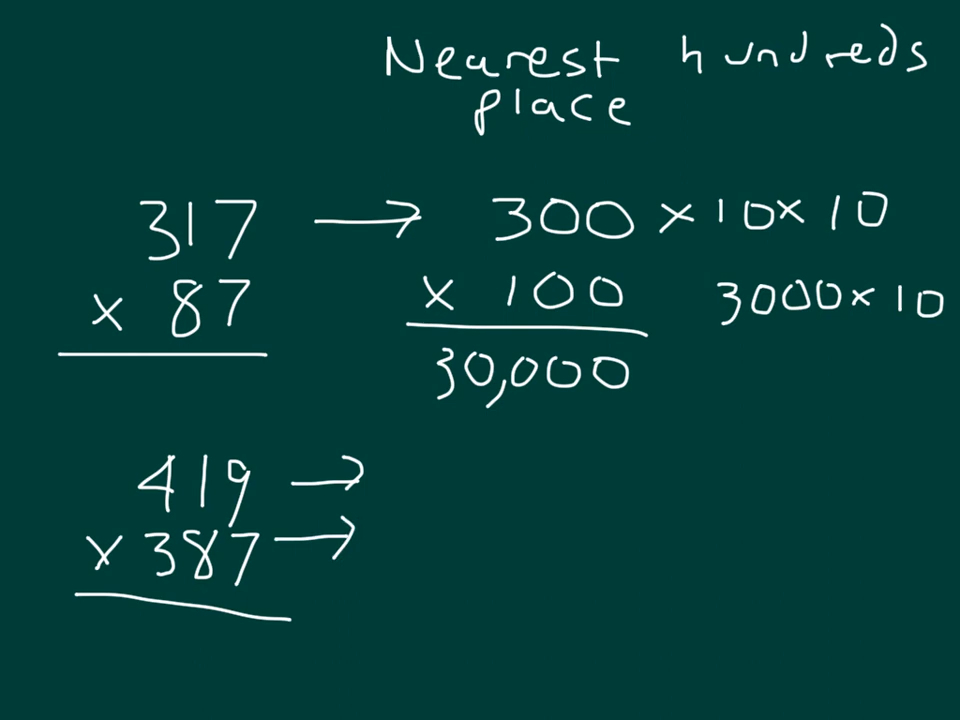 Nearest hundreds
place
317 → 300 × 10 × 10
× 87 × 100 3000 × 10
30,000
419 →
× 387 →